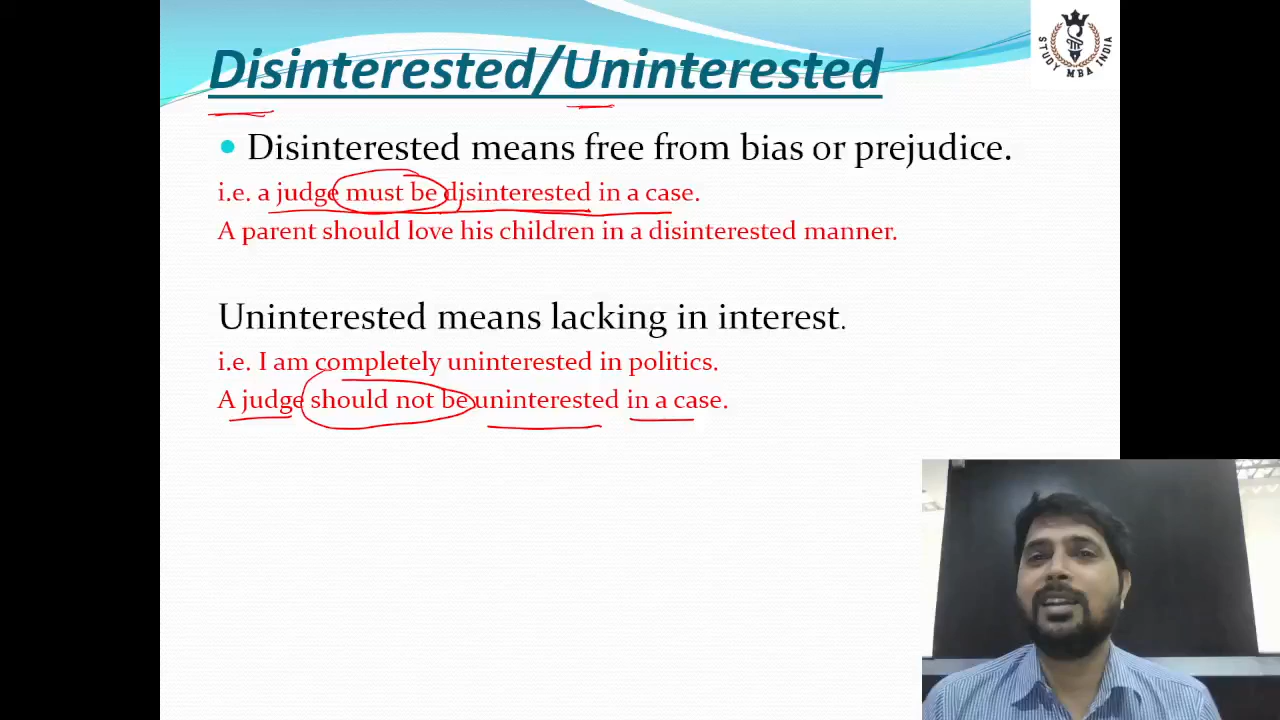 Disinterested/Uninterested
STUDY MBA INDIA
• Disinterested means free from bias or prejudice.
i.e. a judge must be disinterested in a case.
A parent should love his children in a disinterested manner.
Uninterested means lacking in interest.
i.e. I am completely uninterested in politics.
A judge should not be uninterested in a case.